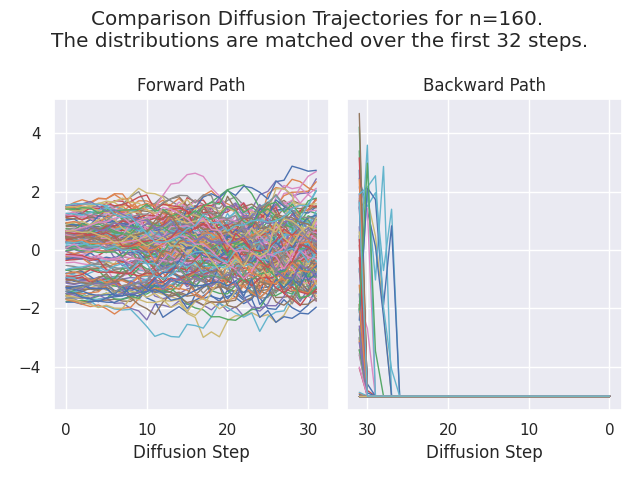 Comparison Diffusion Trajectories for n=160.
The distributions are matched over the first 32 steps.
Forward Path
Backward Path
4
2
0
−2
−4
0 10 20 30
30 20 10 0
Diffusion Step
Diffusion Step